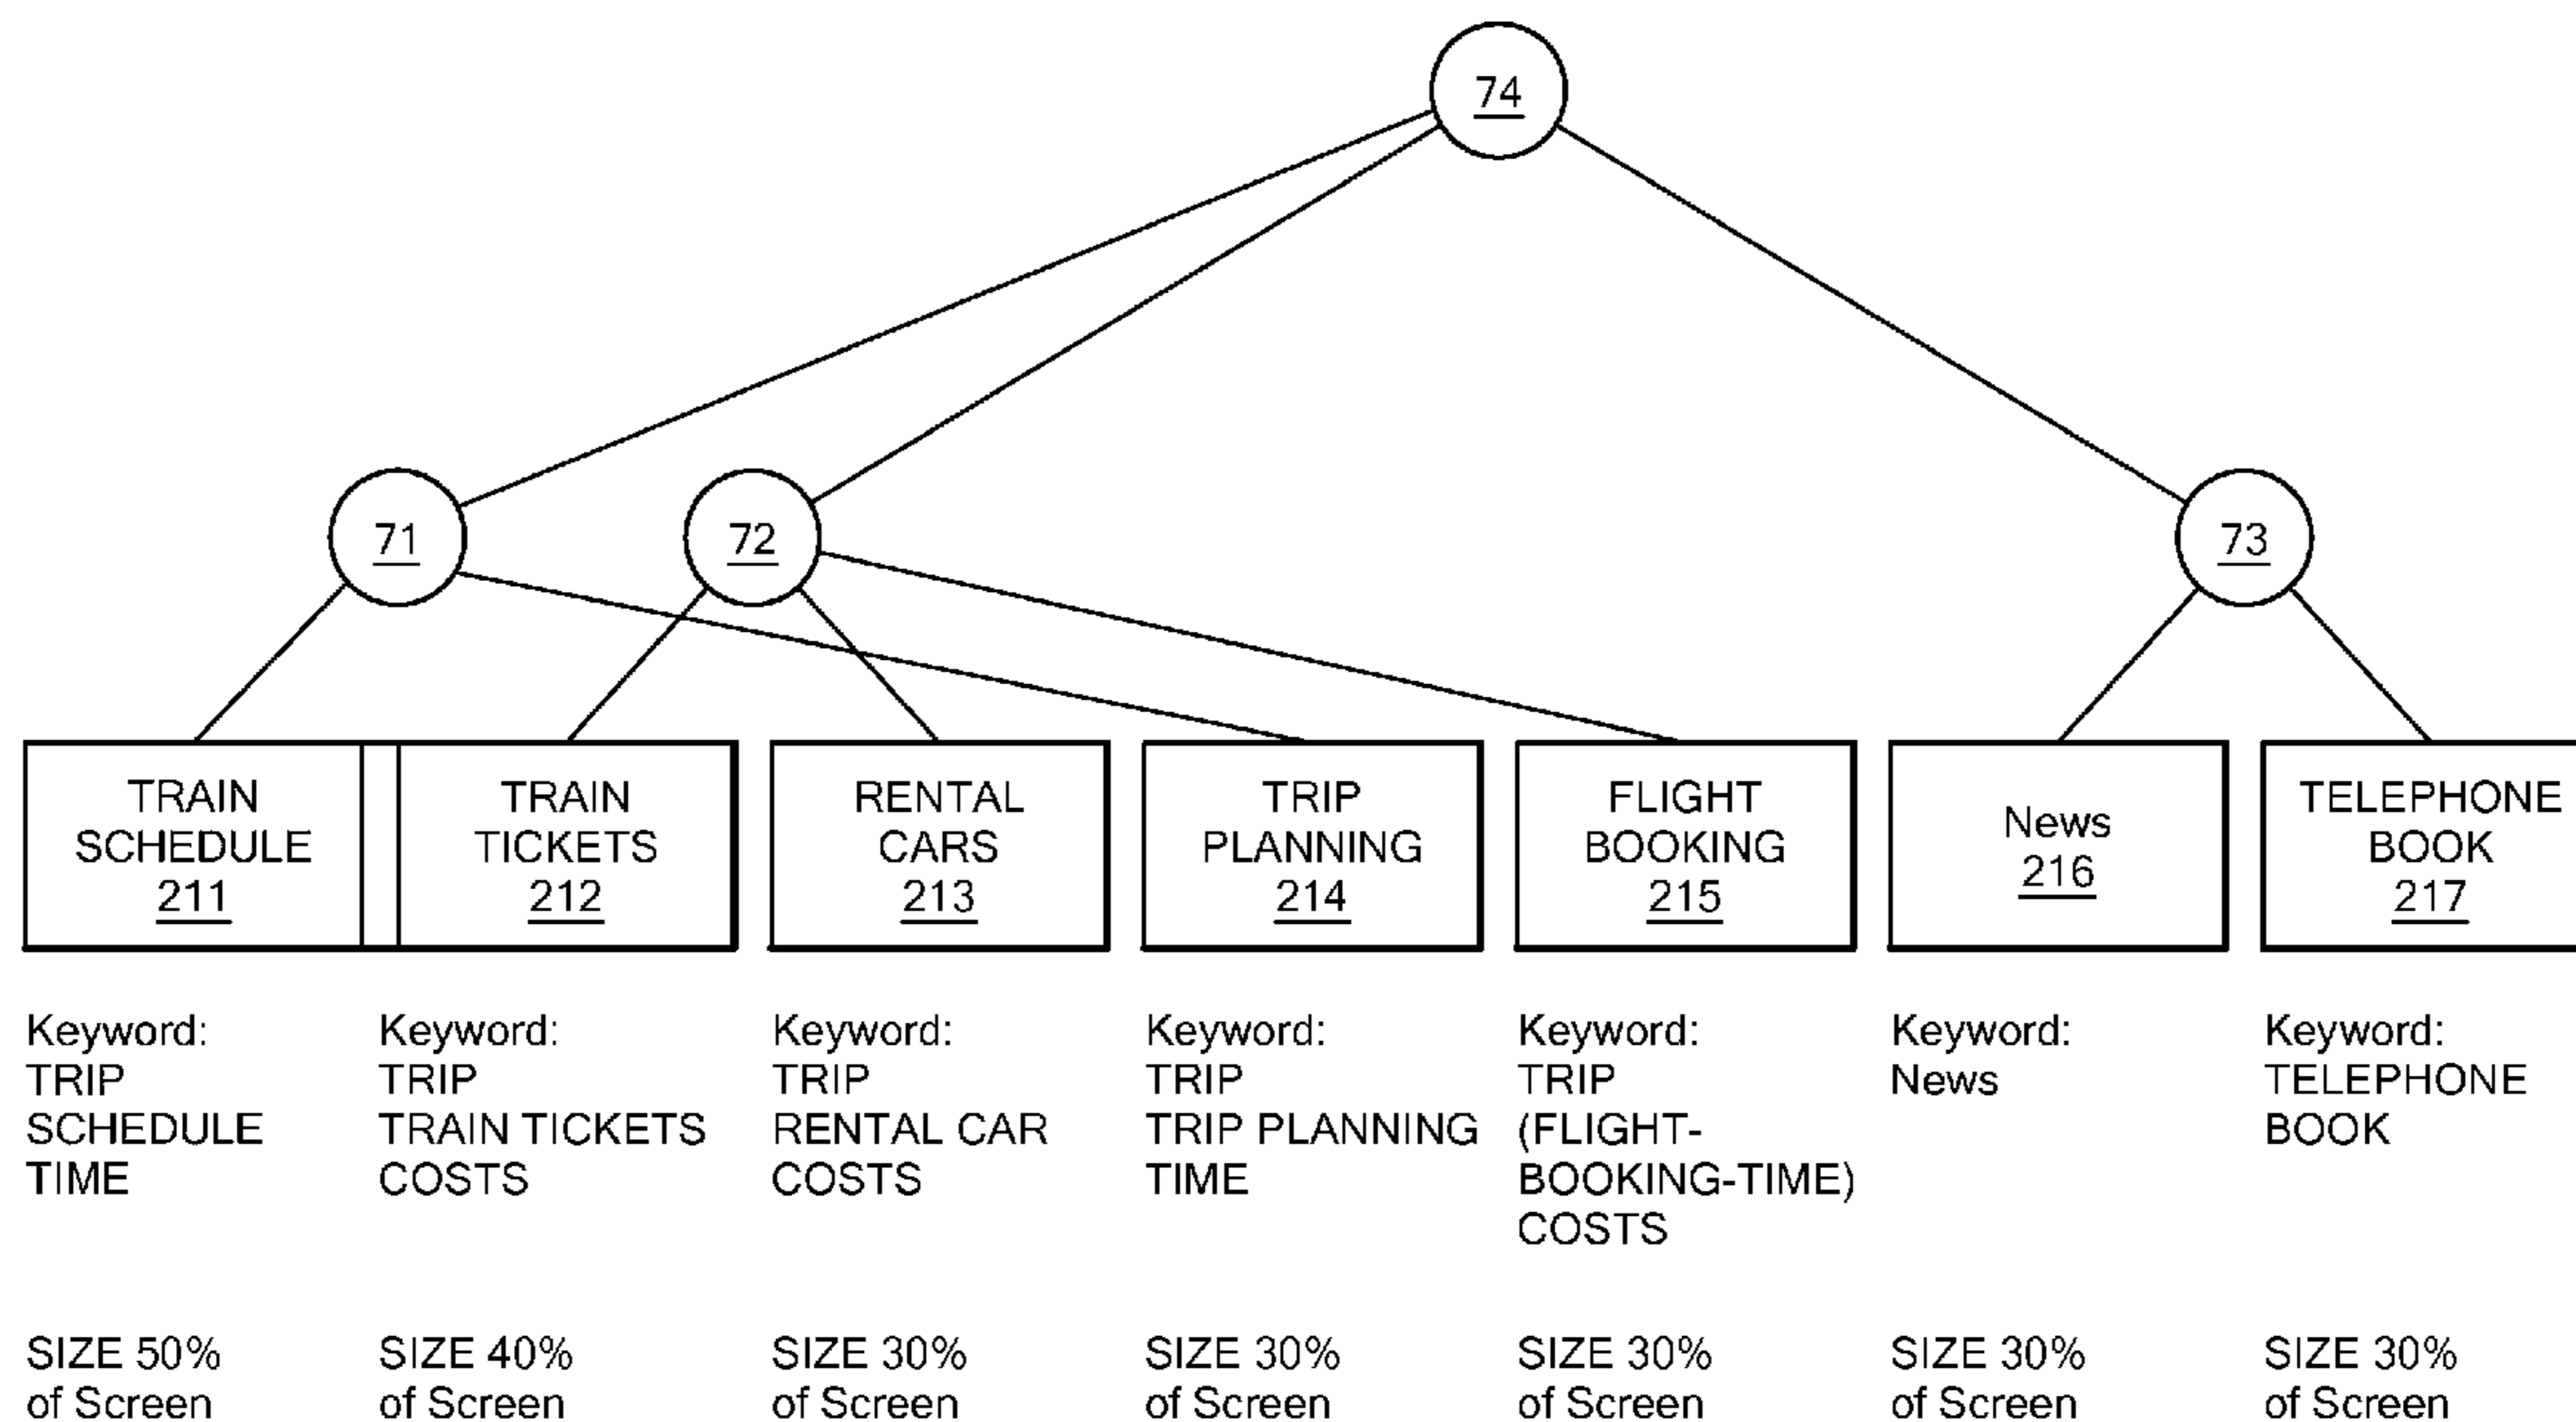 74
71
72
73
TRAIN
SCHEDULE
211
TRAIN
TICKETS
212
RENTAL
CARS
213
TRIP
PLANNING
214
FLIGHT
BOOKING
215
News
216
TELEPHONE
BOOK
217
Keyword:
TRIP
SCHEDULE
TIME
Keyword:
TRIP
TRAIN TICKETS
COSTS
Keyword:
TRIP
RENTAL CAR
COSTS
Keyword:
TRIP
TRIP PLANNING
TIME
Keyword:
TRIP
(FLIGHT-
BOOKING-TIME)
COSTS
Keyword:
News
Keyword:
TELEPHONE
BOOK
SIZE 50%
of Screen
SIZE 40%
of Screen
SIZE 30%
of Screen
SIZE 30%
of Screen
SIZE 30%
of Screen
SIZE 30%
of Screen
SIZE 30%
of Screen